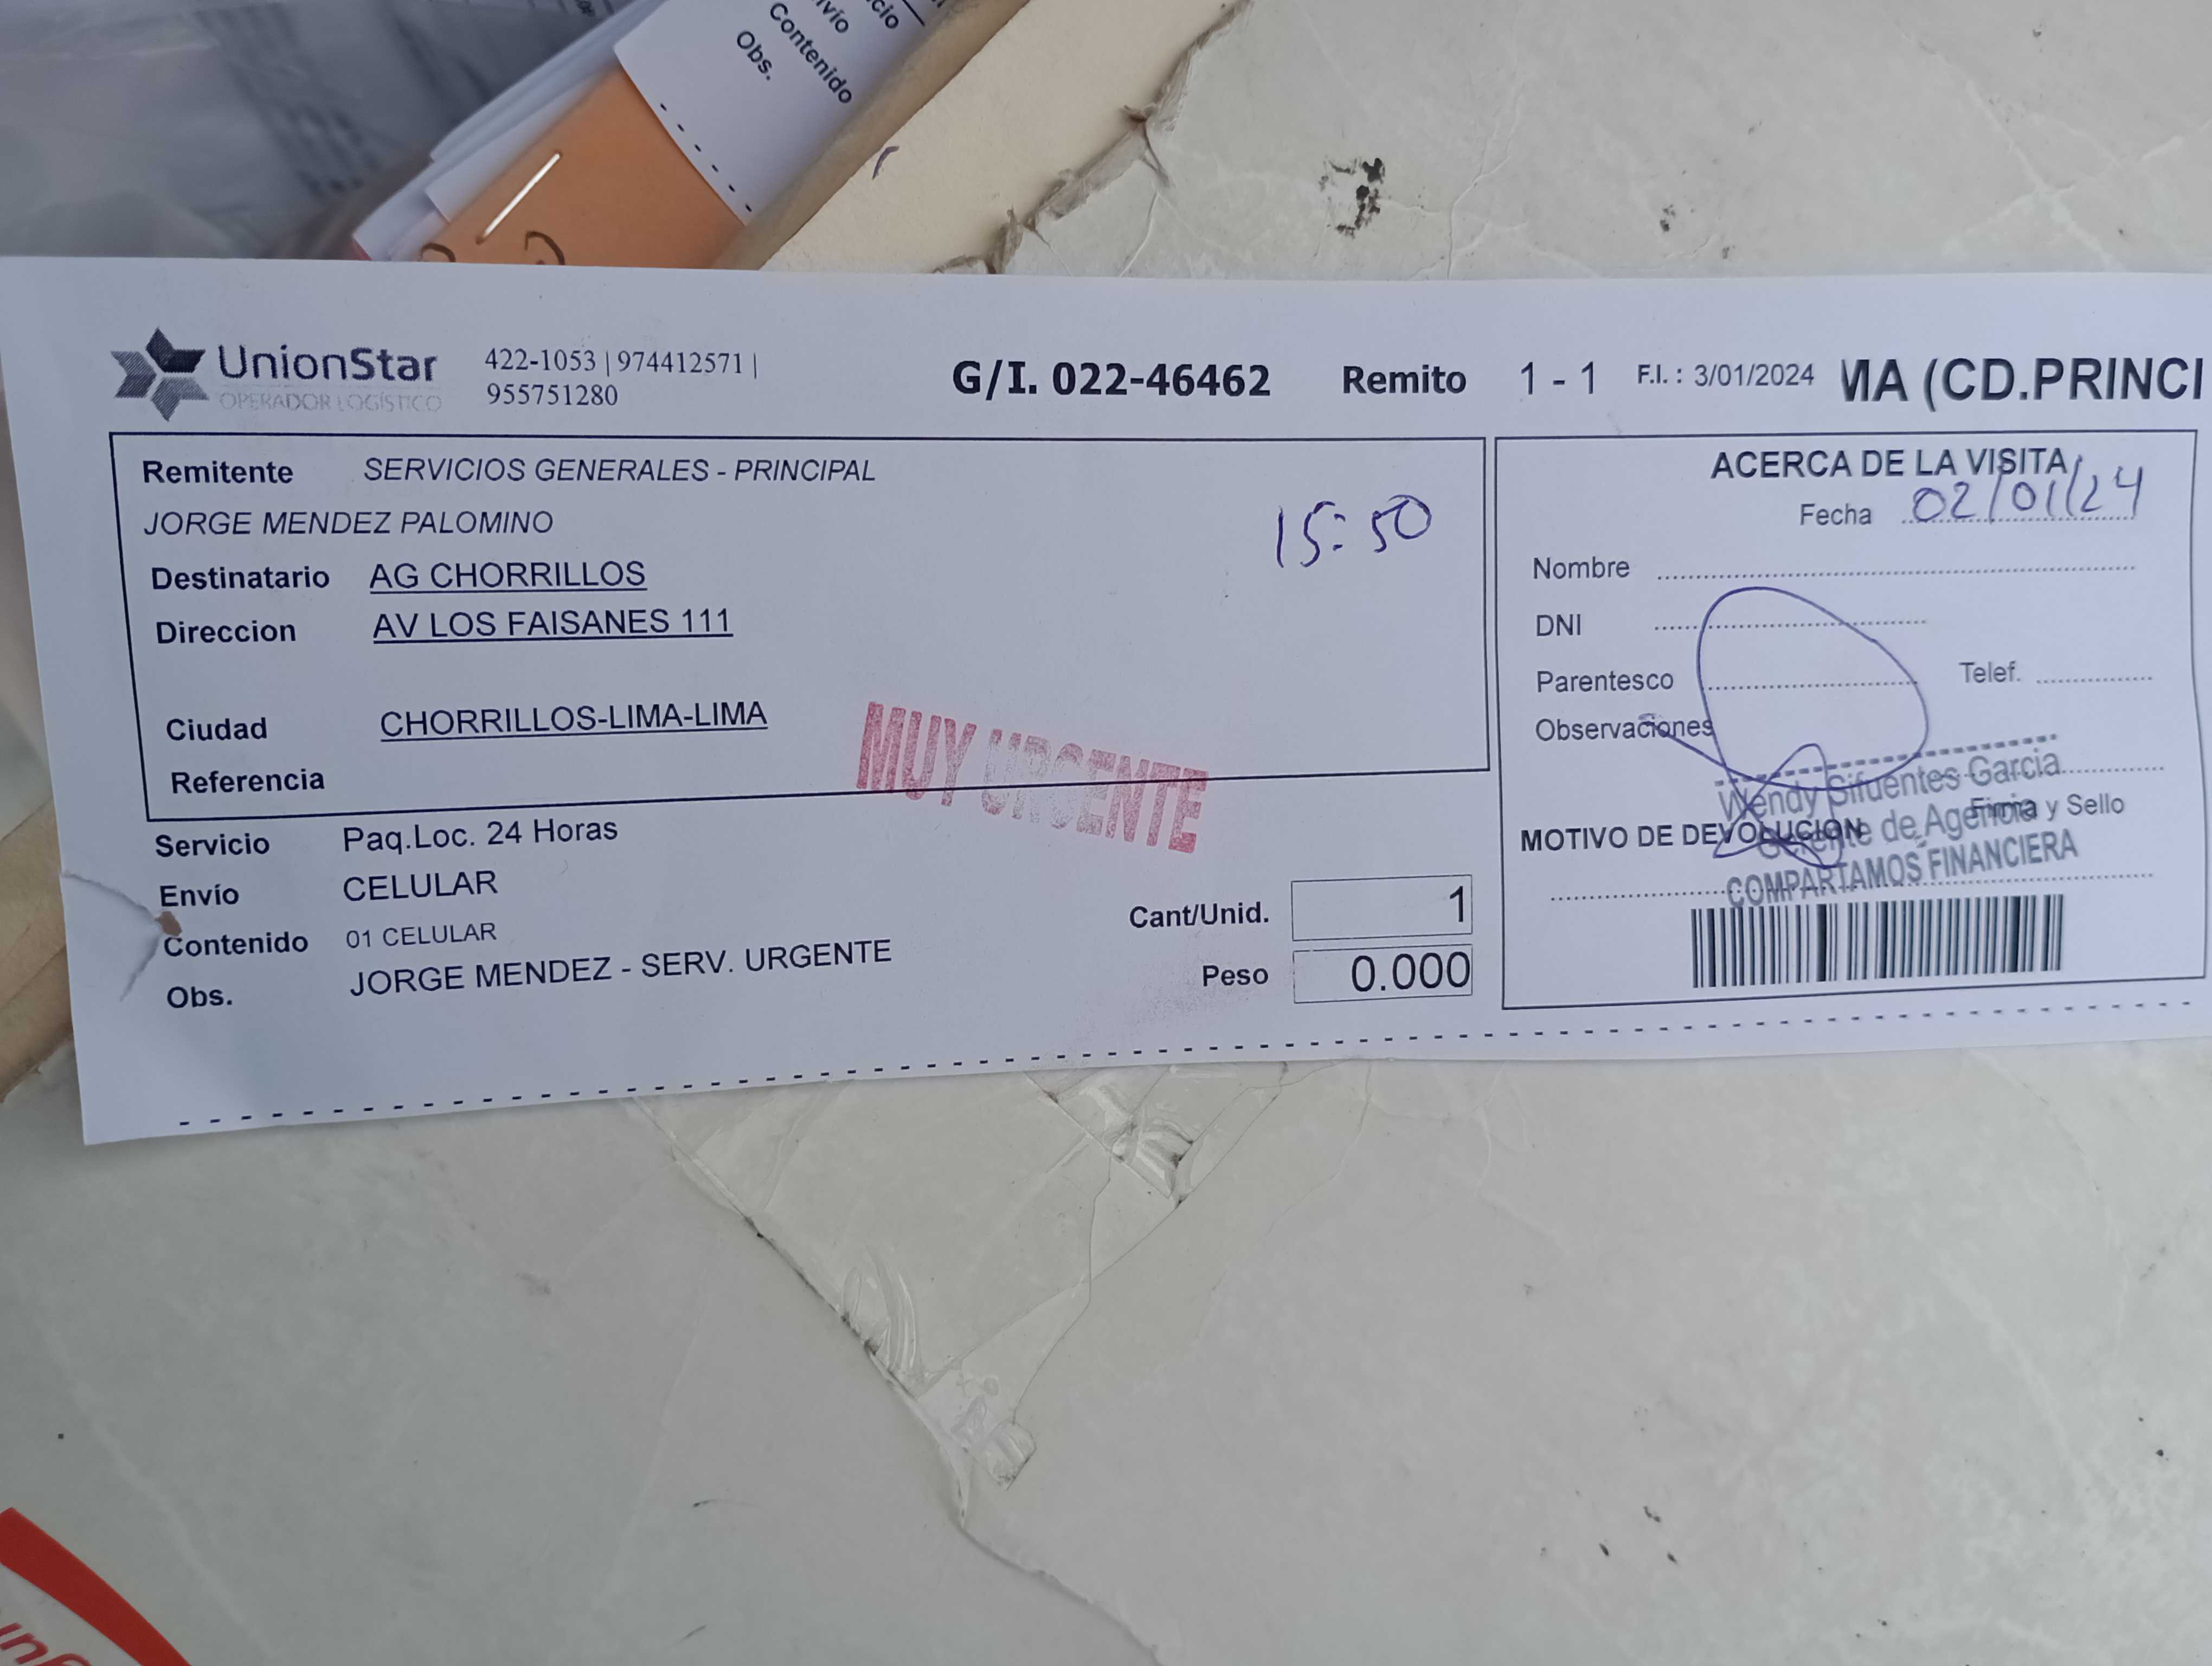 vío
cio
Contenido
Obs.
UnionStar
OPERADOR LOGÍSTICO
422-1053 | 974412571 |
955751280
G/I. 022-46462 Remito 1 - 1 F.I. : 3/01/2024 MA (CD.PRINCI
Remitente SERVICIOS GENERALES - PRINCIPAL
JORGE MENDEZ PALOMINO
15:50
Destinatario AG CHORRILLOS
Direccion AV LOS FAISANES 111
Ciudad CHORRILLOS-LIMA-LIMA
Referencia
MUY URGENTE
Servicio Paq.Loc. 24 Horas
Envío CELULAR
Contenido 01 CELULAR
Obs. JORGE MENDEZ - SERV. URGENTE
Cant/Unid. 1
Peso 0.000
ACERCA DE LA VISITA
Fecha 02/01/24
Nombre
DNI
Parentesco Telef.
Observaciones
Wendy Sifuentes Garcia
Firma y Sello
MOTIVO DE DEVOLUCION
Gerente de Agencia
COMPARTAMOS FINANCIERA